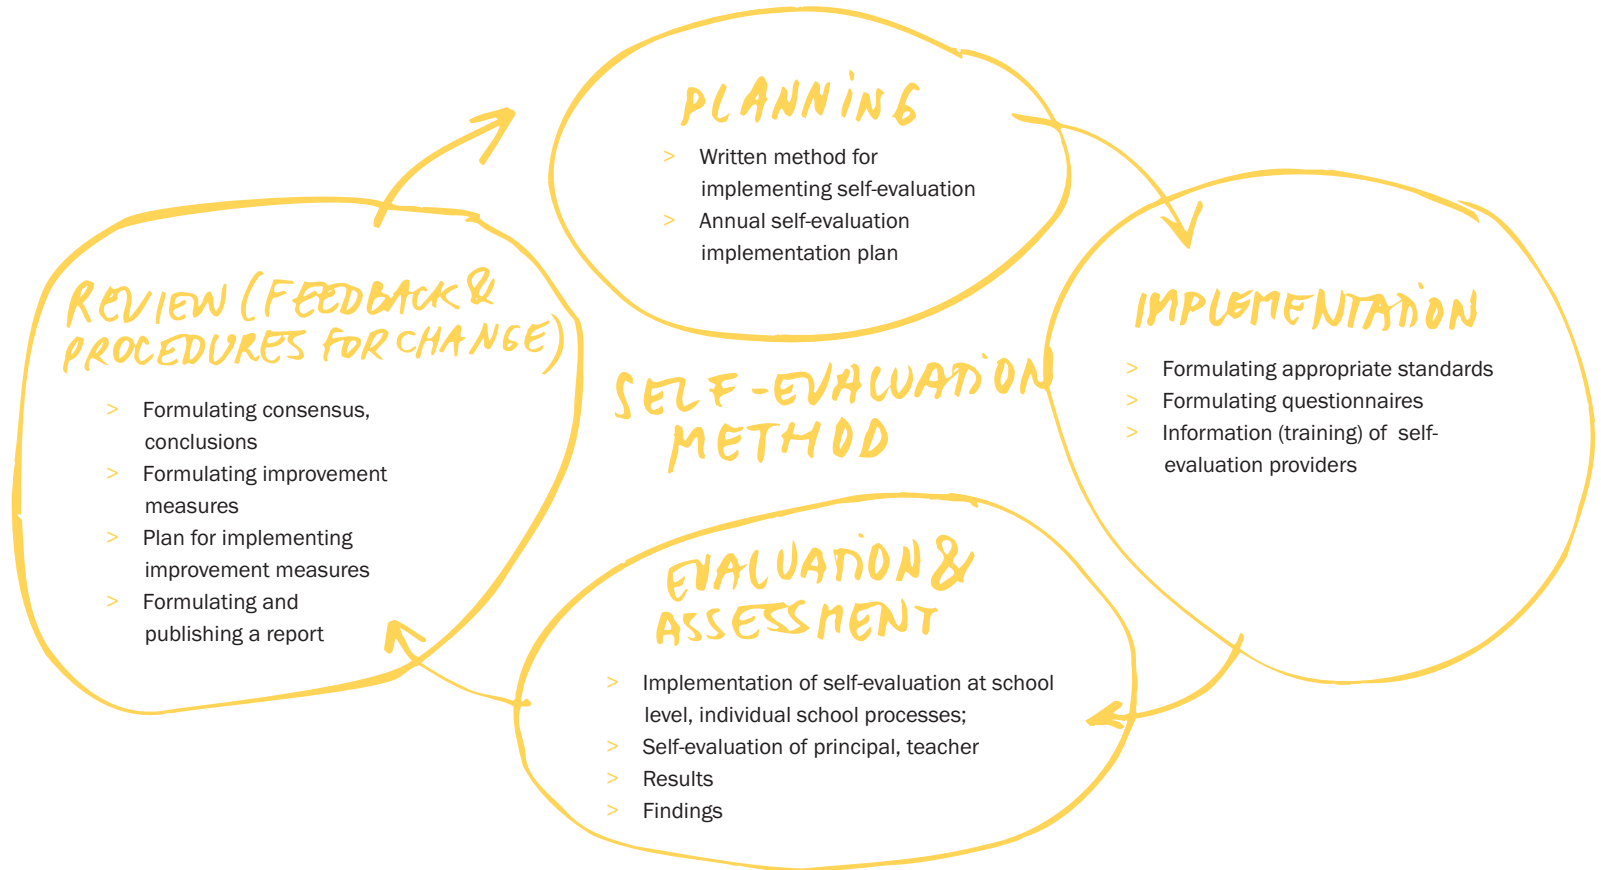 PLANNING
> Written method for
implementing self-evaluation
> Annual self-evaluation
implementation plan
IMPLEMENTATION
> Formulating appropriate standards
> Formulating questionnaires
> Information (training) of self-
evaluation providers
SELF-EVALUATION
METHOD
EVALUATION &
ASSESSMENT
> Implementation of self-evaluation at school
level, individual school processes;
> Self-evaluation of principal, teacher
> Results
> Findings
REVIEW (FEEDBACK &
PROCEDURES FOR CHANGE)
> Formulating consensus,
conclusions
> Formulating improvement
measures
> Plan for implementing
improvement measures
> Formulating and
publishing a report